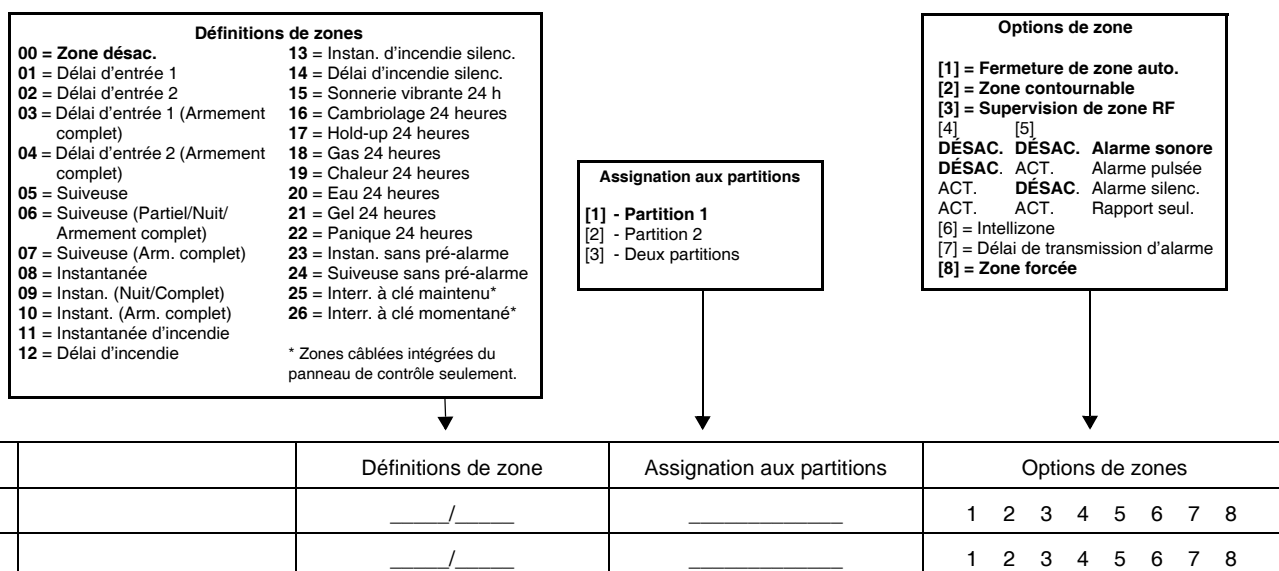 Définitions de zones
00 = Zone désac.
01 = Délai d'entrée 1
02 = Délai d'entrée 2
03 = Délai d'entrée 1 (Armement
complet)
04 = Délai d'entrée 2 (Armement
complet)
05 = Suiveuse
06 = Suiveuse (Partiel/Nuit/
Armement complet)
07 = Suiveuse (Arm. complet)
08 = Instantanée
09 = Instan. (Nuit/Complet)
10 = Instant. (Arm. complet)
11 = Instantanée d'incendie
12 = Délai d'incendie
13 = Instan. d'incendie silenc.
14 = Délai d'incendie silenc.
15 = Sonnerie vibrante 24 h
16 = Cambriolage 24 heures
17 = Hold-up 24 heures
18 = Gas 24 heures
19 = Chaleur 24 heures
20 = Eau 24 heures
21 = Gel 24 heures
22 = Panique 24 heures
23 = Instan. sans pré-alarme
24 = Suiveuse sans pré-alarme
25 = Interr. à clé maintenu*
26 = Interr. à clé momentané*
* Zones câblées intégrées du
panneau de contrôle seulement.
Assignation aux partitions
[1] - Partition 1
[2] - Partition 2
[3] - Deux partitions
Options de zone
[1] = Fermeture de zone auto.
[2] = Zone contournable
[3] = Supervision de zone RF
[4] [5]
DÉSAC. DÉSAC. Alarme sonore
DÉSAC. ACT. Alarme pulsée
ACT. DÉSAC. Alarme silenc.
ACT. ACT. Rapport seul.
[6] = Intellizone
[7] = Délai de transmission d'alarme
[8] = Zone forcée
Définitions de zone Assignation aux partitions Options de zones
_____/_____ _____________ 1 2 3 4 5 6 7 8
_____/_____ _____________ 1 2 3 4 5 6 7 8